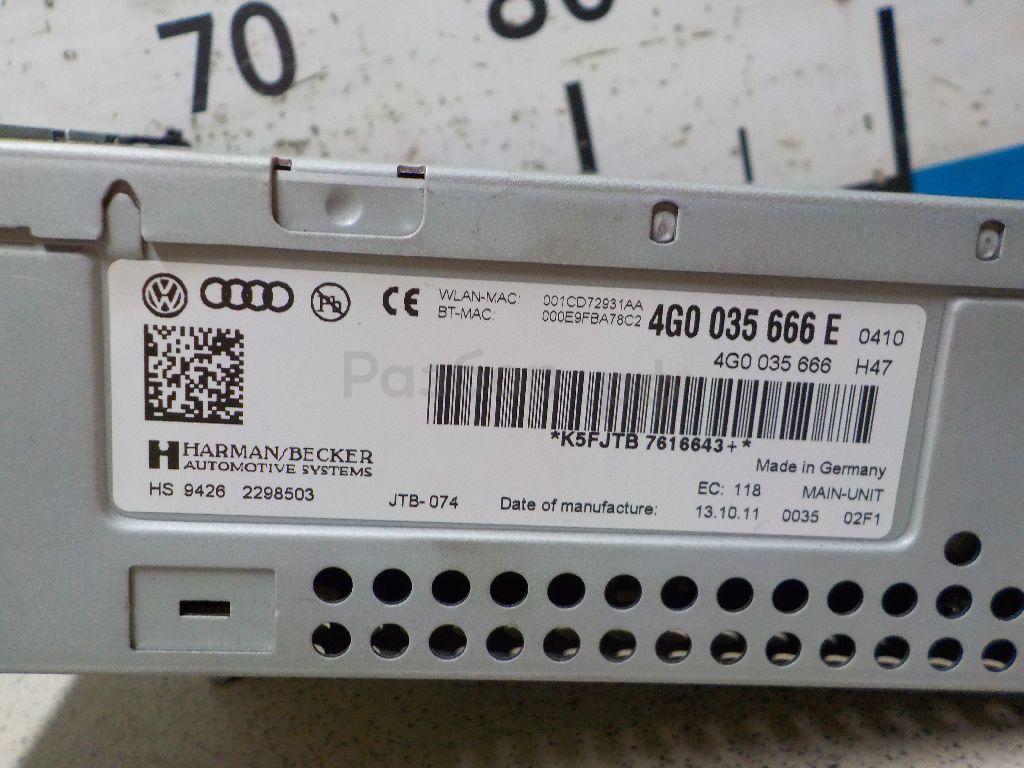 70 80
WLAN-MAC: 001CD72931AA
BT-MAC: 000E9FBA78C2
4G0 035 666 E 0410
4G0 035 666 H47
*K5FJTB 7616643+*
HARMAN/BECKER
AUTOMOTIVE SYSTEMS
Made in Germany
HS 9426 2298503
JTB-074
EC: 118 MAIN-UNIT
Date of manufacture: 13.10.11 0035 02F1